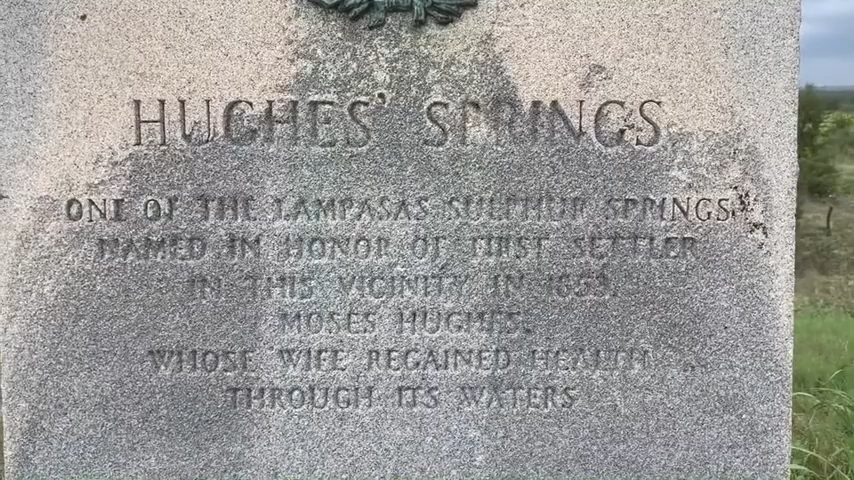 HUGHES' SPRINGS
ONE OF THE LAMPASAS SULPHUR SPRINGS
NAMED IN HONOR OF FIRST SETTLER
IN THIS VICINITY IN 1853,
MOSES HUGHES,
WHOSE WIFE REGAINED HEALTH
THROUGH ITS WATERS